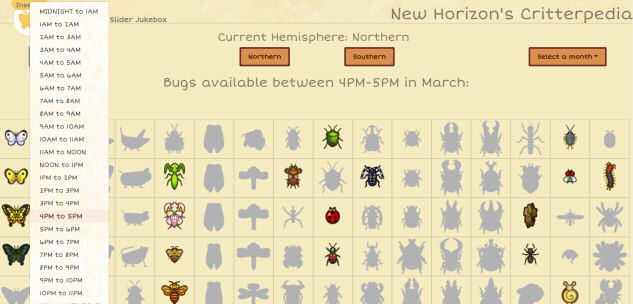 Inse
MIDNIGHT to 1AM
1AM to 2AM
2AM to 3AM
3AM to 4AM
4AM to 5AM
5AM to 6AM
6AM to 7AM
7AM to 8AM
8AM to 9AM
9AM to 10AM
10AM to 11AM
11AM to NOON
NOON to 1PM
1PM to 2PM
2PM to 3PM
3PM to 4PM
4PM to 5PM
5PM to 6PM
6PM to 7PM
7PM to 8PM
8PM to 9PM
9PM to 10PM
10PM to 11PM
Slider Jukebox
New Horizon's Critterpedia
Current Hemisphere: Northern
Northern
Southern
Select a month
Bugs available between 4PM-5PM in March: